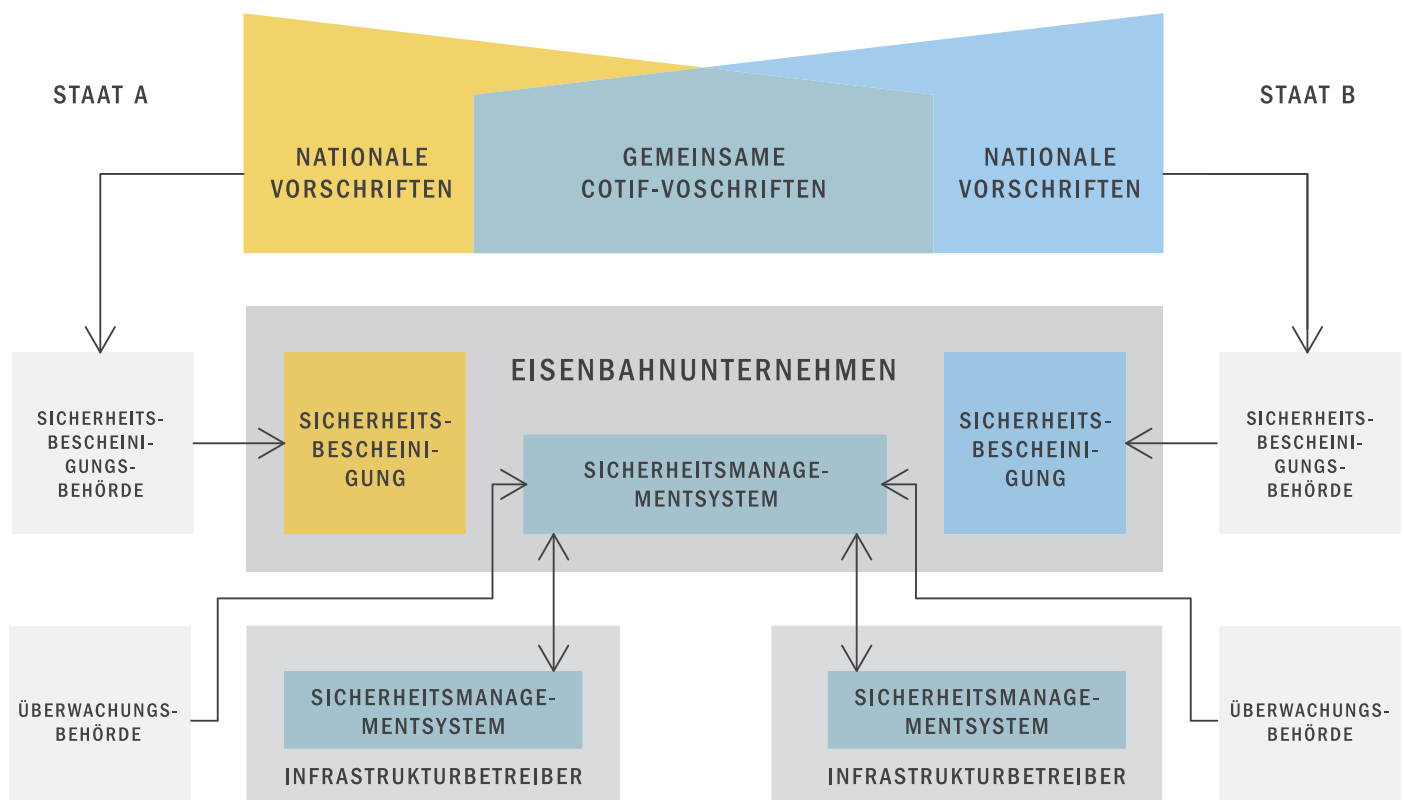 STAAT A
STAAT B
NATIONALE
VORSCHRIFTEN
GEMEINSAME
COTIF-VOSCHRIFTEN
NATIONALE
VORSCHRIFTEN
EISENBAHNUNTERNEHMEN
SICHERHEITS-
BESCHEINI-
GUNGS-
BEHÖRDE
SICHERHEITS-
BESCHEINI-
GUNG
SICHERHEITSMANAGE-
MENTSYSTEM
SICHERHEITS-
BESCHEINI-
GUNG
SICHERHEITS-
BESCHEINI-
GUNGS-
BEHÖRDE
ÜBERWACHUNGS-
BEHÖRDE
SICHERHEITSMANAGE-
MENTSYSTEM
INFRASTRUKTURBETREIBER
SICHERHEITSMANAGE-
MENTSYSTEM
INFRASTRUKTURBETREIBER
ÜBERWACHUNGS-
BEHÖRDE